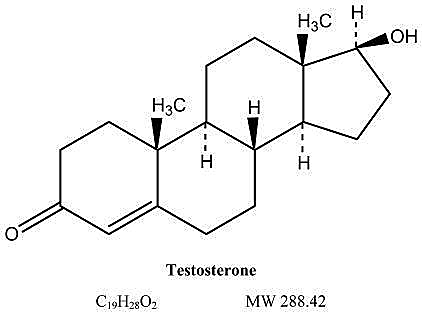 H₃C H
OH
H₃C H
H H
O
Testosterone
C₁₉H₂₈O₂ MW 288.42